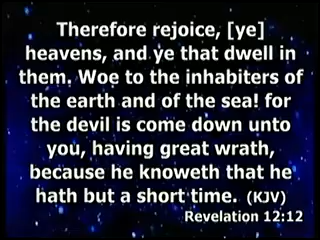 Therefore rejoice, [ye]
heavens, and ye that dwell in
them. Woe to the inhabiters of
the earth and of the sea! for
the devil is come down unto
you, having great wrath,
because he knoweth that he
hath but a short time. (KJV)
Revelation 12:12